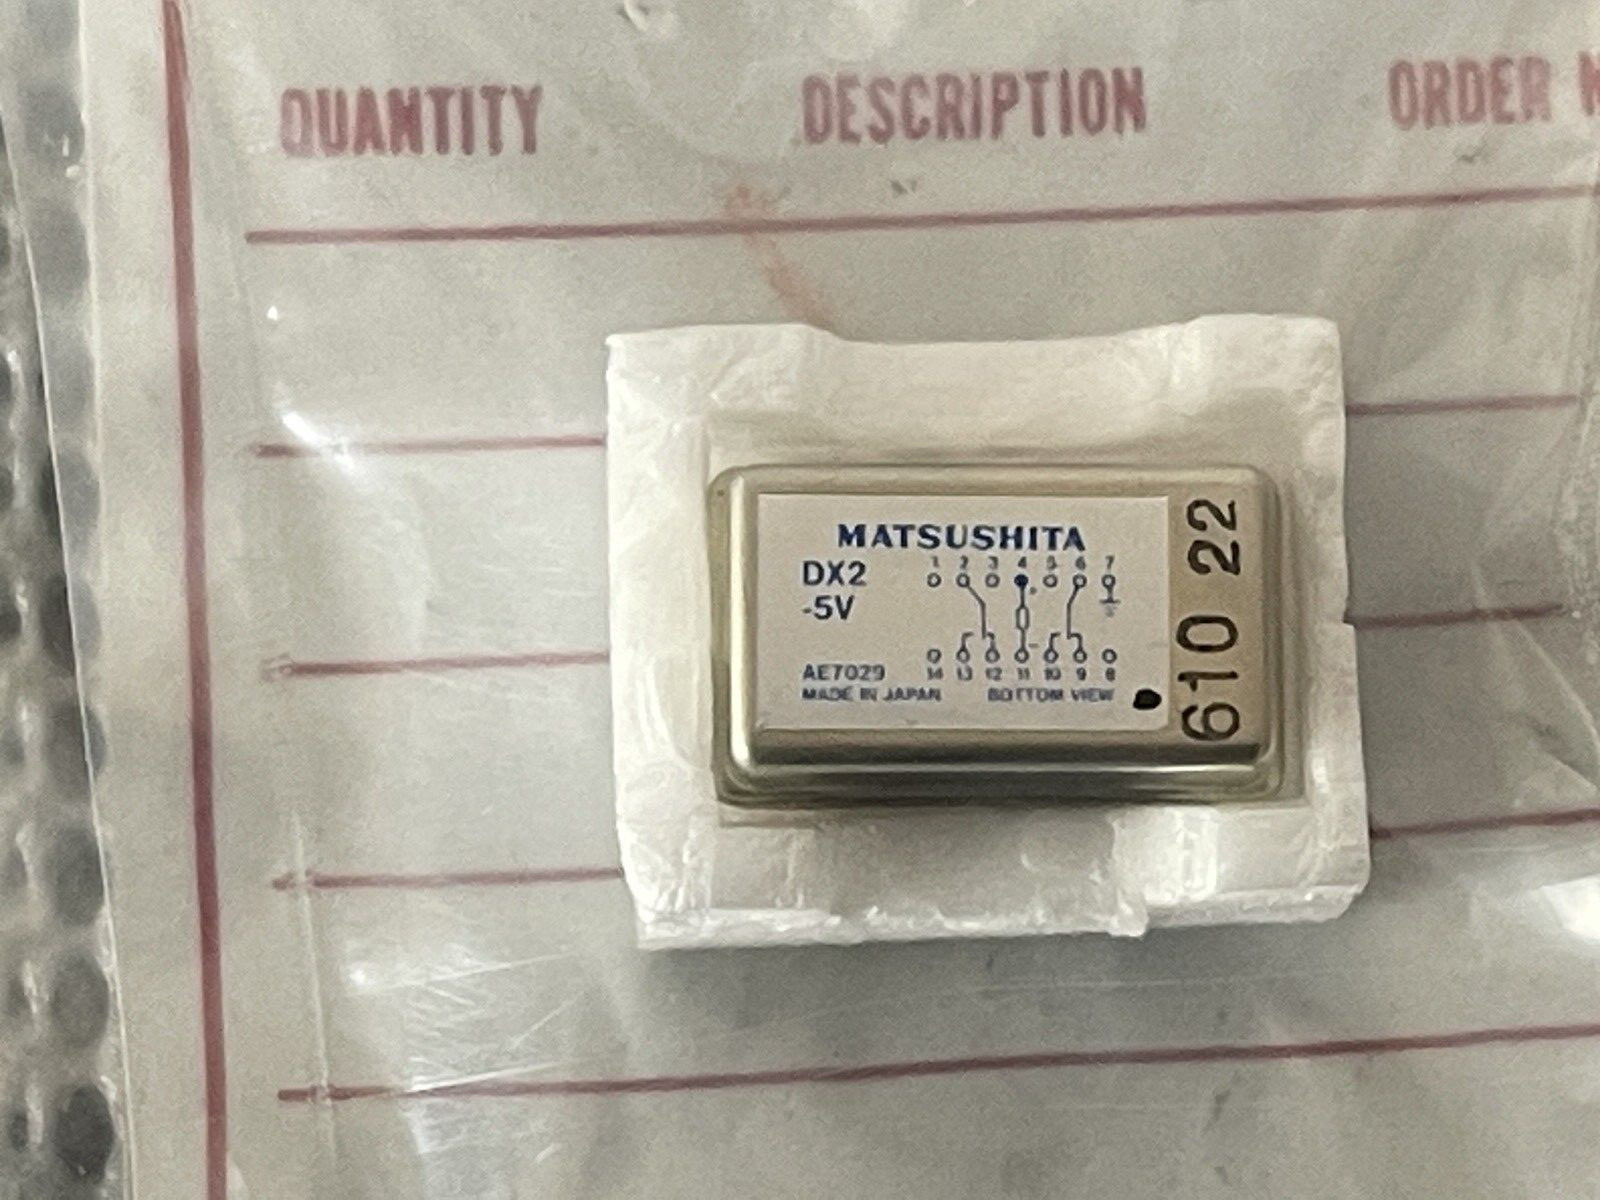 QUANTITY DESCRIPTION ORDER
MATSUSHITA
DX2
-5V
1 2 3 4 5 6 7
14 13 12 11 10 9 8
AE7029
MADE IN JAPAN BOTTOM VIEW
610 22